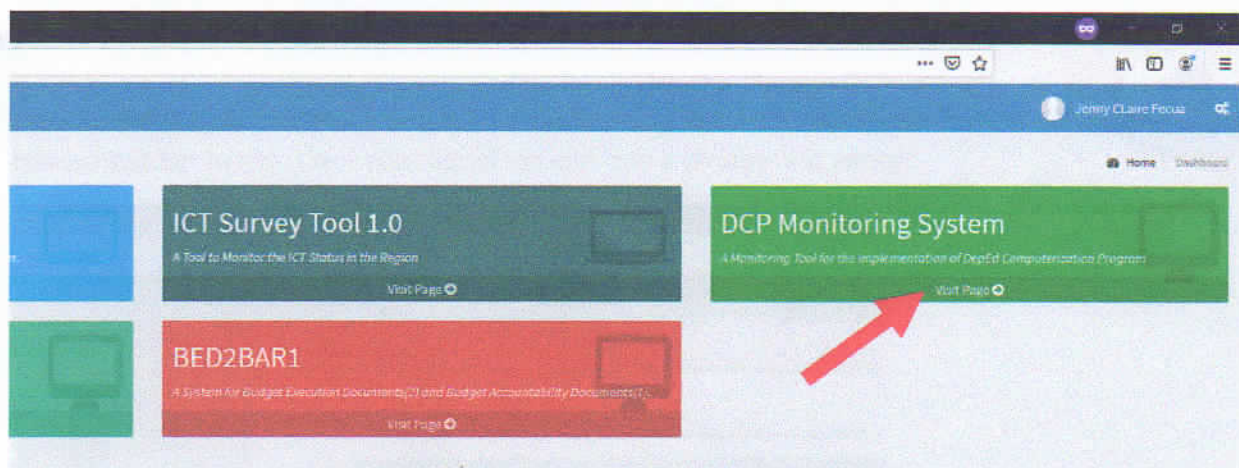 Jenny CLaire Fecua
Home Dashboard
ICT Survey Tool 1.0
A Tool to Monitor the ICT Status in the Region
Visit Page
DCP Monitoring System
A Monitoring Tool for the implementation of DepEd Computerization Program
Visit Page
BED2BAR1
A System for Budget Execution Documents(2) and Budget Accountability Documents(1).
Visit Page